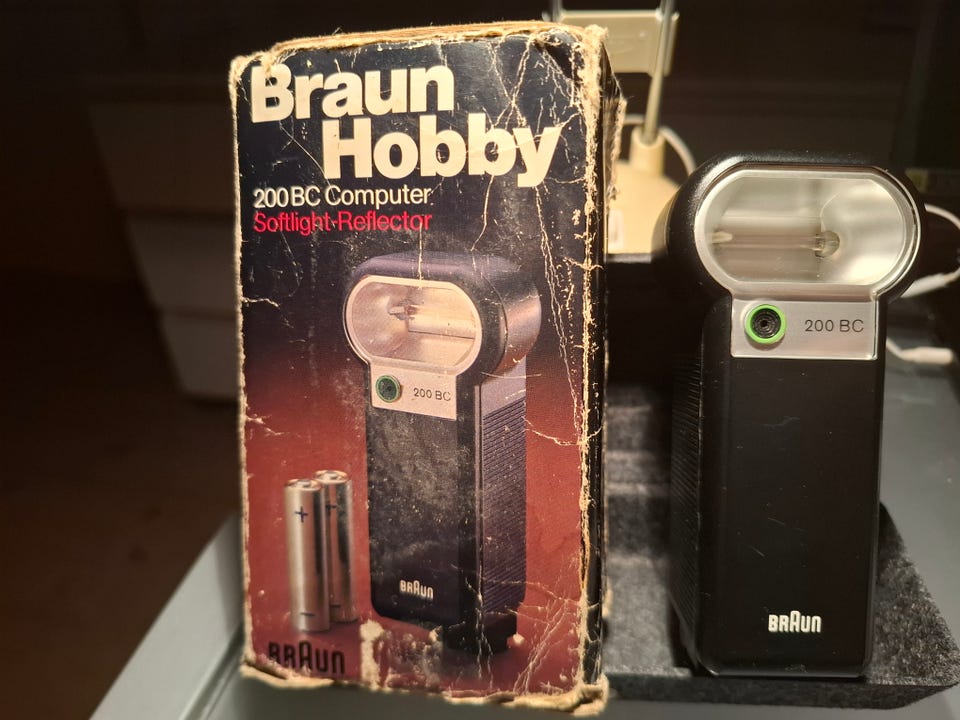 Braun
Hobby
200 BC Computer
Softlight-Reflector
200 BC
+
+
-
BRAUN
BRAUN
200 BC
BRAUN